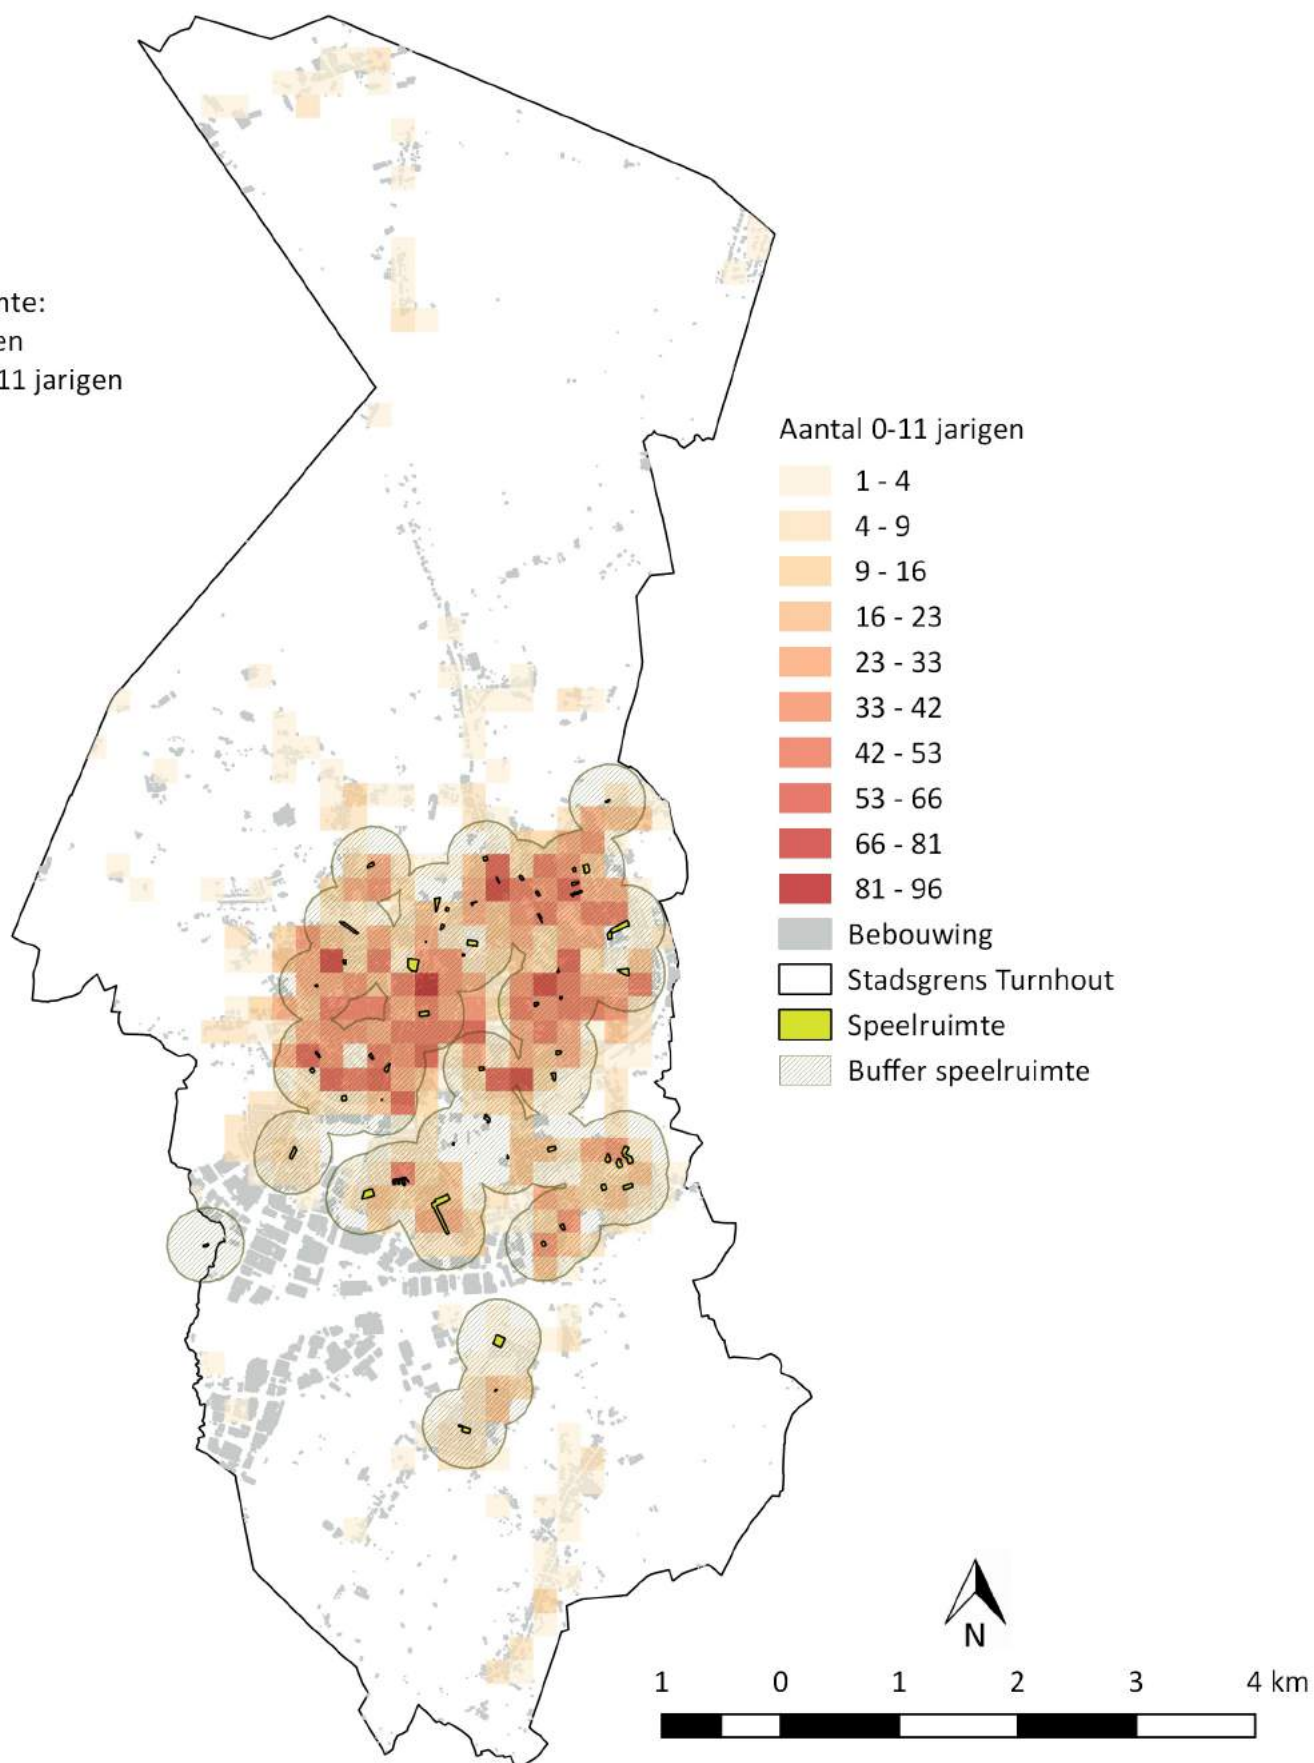 nte:
en
11 jarigen
Aantal 0-11 jarigen
1 - 4
4 - 9
9 - 16
16 - 23
23 - 33
33 - 42
42 - 53
53 - 66
66 - 81
81 - 96
Bebouwing
Stadsgrens Turnhout
Speelruimte
Buffer speelruimte
N
1 0 1 2 3 4 km